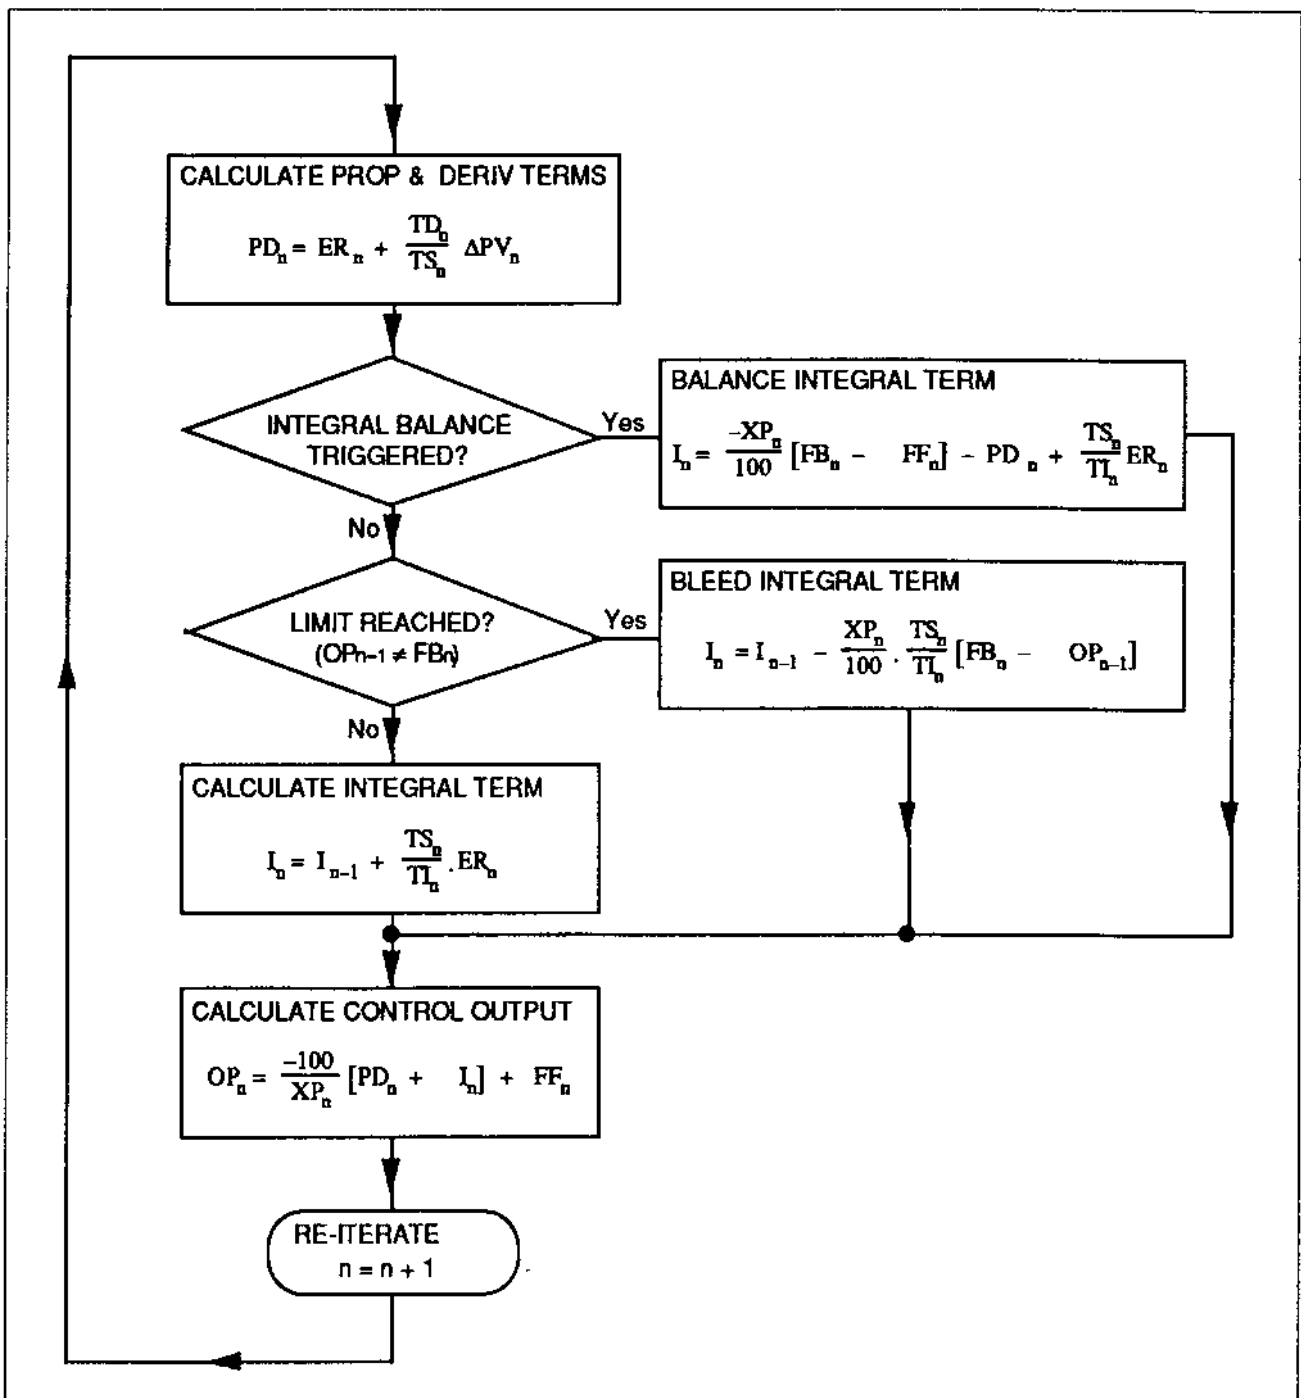 CALCULATE PROP & DERIV TERMS
PDn = ERn + TDn/TSn ΔPVn
INTEGRAL BALANCE
TRIGGERED?
Yes
BALANCE INTEGRAL TERM
In = –XPn/100 [FBn – FFn] – PDn + TSn/TIn ERn
No
LIMIT REACHED?
(OPn–1 ≠ FBn)
Yes
BLEED INTEGRAL TERM
In = In–1 – XPn/100 . TSn/TIn [FBn – OPn–1]
No
CALCULATE INTEGRAL TERM
In = In–1 + TSn/TIn . ERn
CALCULATE CONTROL OUTPUT
OPn = –100/XPn [PDn + In] + FFn
RE-ITERATE
n = n + 1